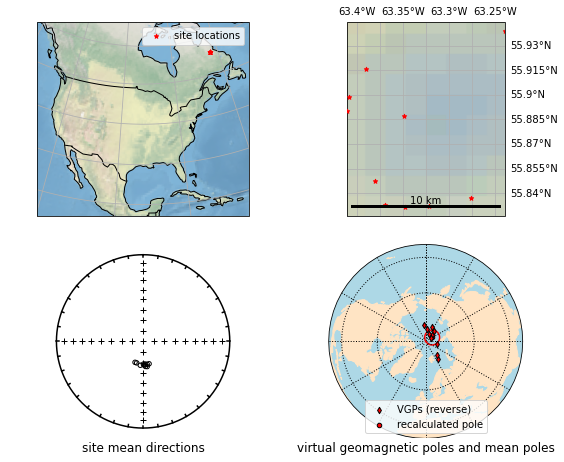 63.4°W 63.35°W 63.3°W 63.25°W
site locations
55.93°N
55.915°N
55.9°N
55.885°N
55.87°N
55.855°N
55.84°N
10 km
VGPs (reverse)
recalculated pole
site mean directions
virtual geomagnetic poles and mean poles